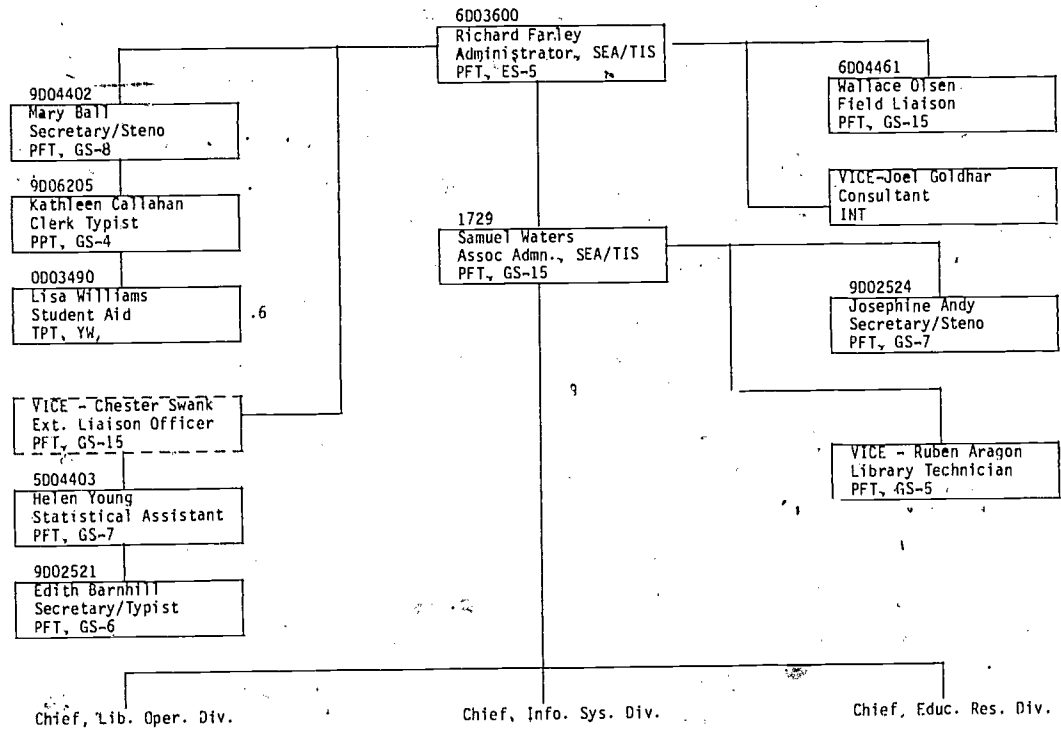 6D03600
Richard Farley
Administrator, SEA/TIS
PFT, ES-5
9D04402
Mary Ball
Secretary/Steno
PFT, GS-8
9D06205
Kathleen Callahan
Clerk Typist
PPT, GS-4
0D03490
Lisa Williams
Student Aid
TPT, YW,
.6
VICE - Chester Swank
Ext. Liaison Officer
PFT, GS-15
5D04403
Helen Young
Statistical Assistant
PFT, GS-7
9D02521
Edith Barnhill
Secretary/Typist
PFT, GS-6
1729
Samuel Waters
Assoc Admn., SEA/TIS
PFT, GS-15
6D04461
Wallace Olsen
Field Liaison
PFT, GS-15
VICE-Joel Goldhar
Consultant
INT
9D02524
Josephine Andy
Secretary/Steno
PFT, GS-7
VICE - Ruben Aragon
Library Technician
PFT, GS-5
Chief, Lib. Oper. Div.
Chief, Info. Sys. Div.
Chief, Educ. Res. Div.